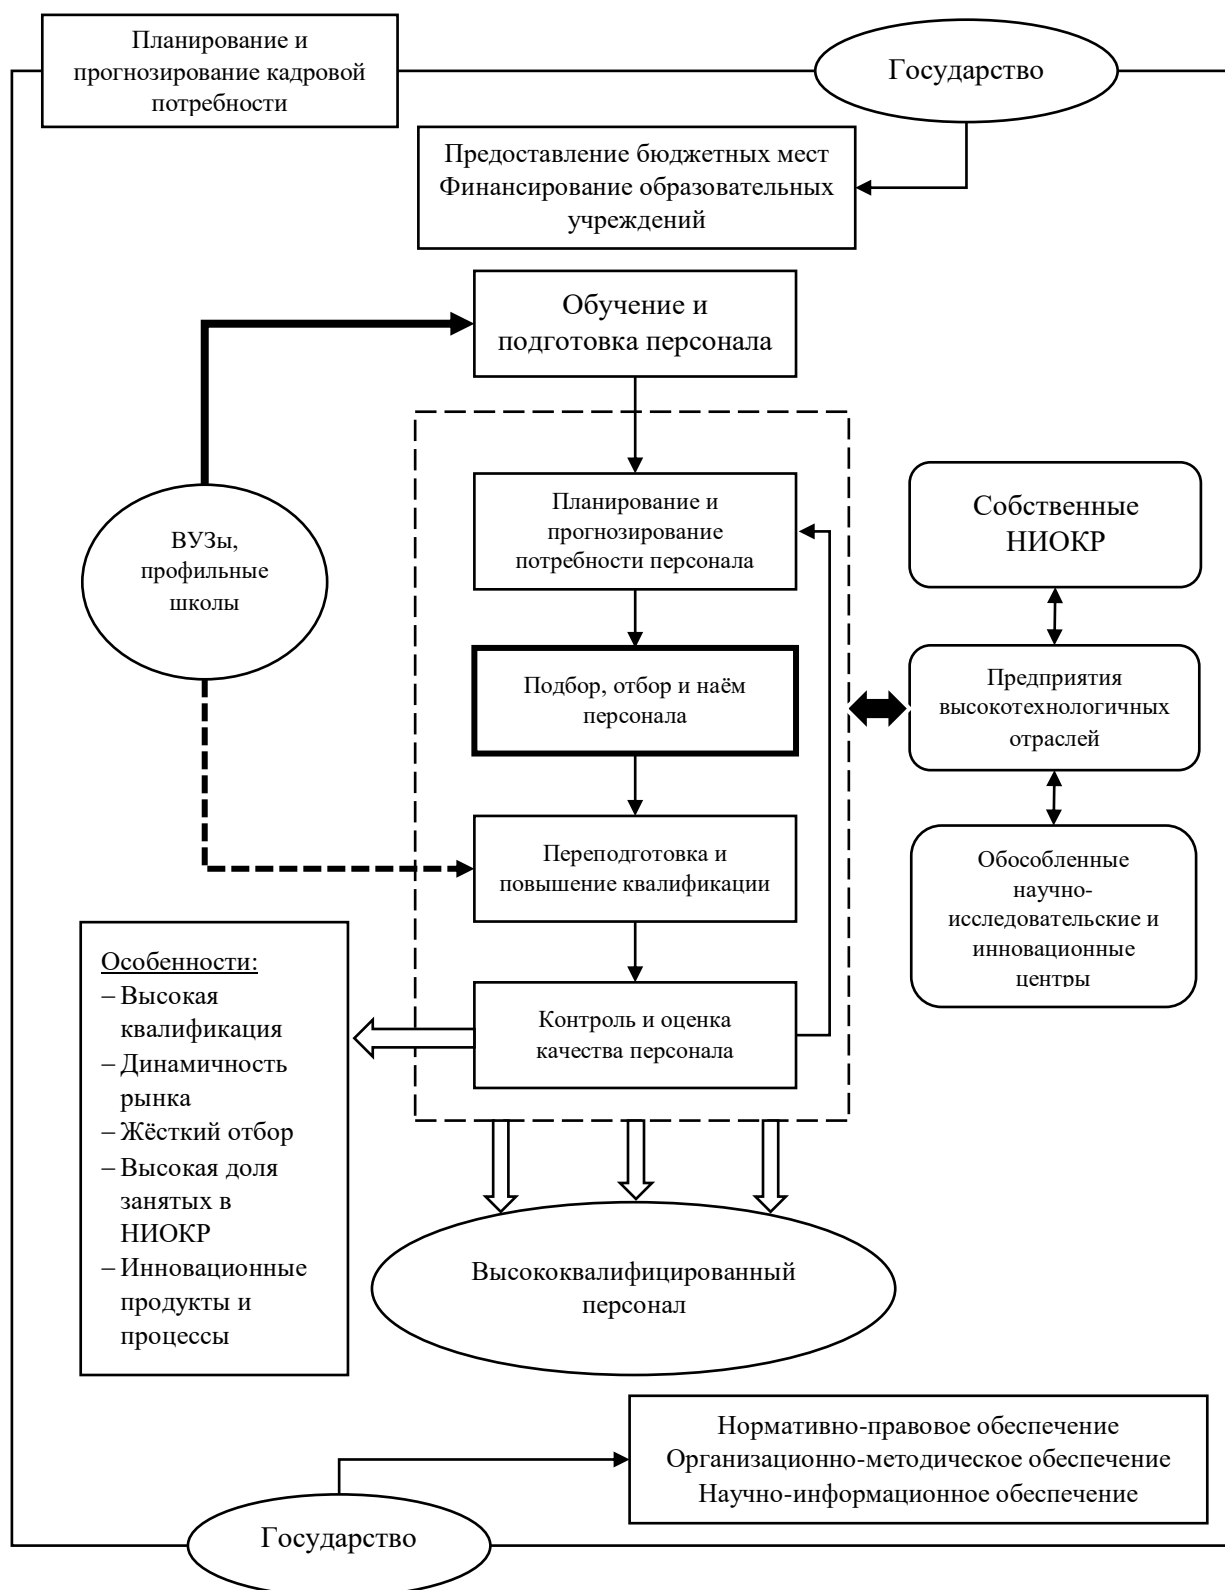 Планирование и
прогнозирование кадровой
потребности
Государство
Предоставление бюджетных мест
Финансирование образовательных
учреждений
Обучение и
подготовка персонала
ВУЗы,
профильные
школы
Планирование и
прогнозирование
потребности персонала
Собственные
НИОКР
Подбор, отбор и наём
персонала
Предприятия
высокотехнологичных
отраслей
Переподготовка и
повышение квалификации
Обособленные
научно-
исследовательские и
инновационные
центры
Особенности:
– Высокая
квалификация
– Динамичность
рынка
– Жёсткий отбор
– Высокая доля
занятых в
НИОКР
– Инновационные
продукты и
процессы
Контроль и оценка
качества персонала
Высококвалифицированный
персонал
Нормативно-правовое обеспечение
Организационно-методическое обеспечение
Научно-информационное обеспечение
Государство